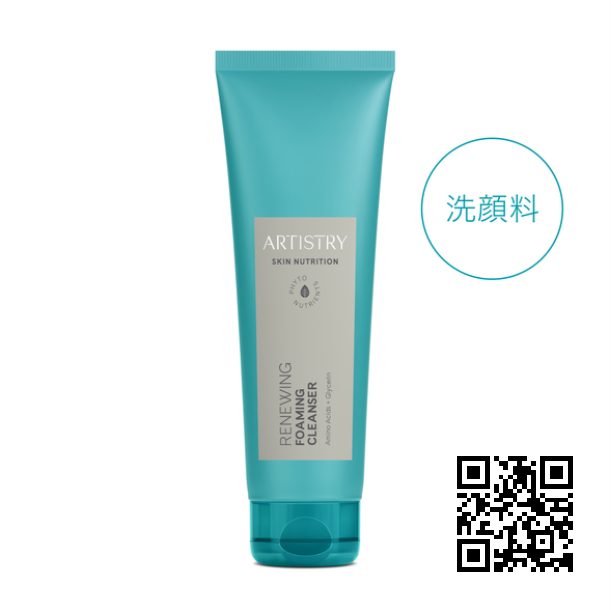 ARTISTRY
SKIN NUTRITION
PHYTO
NUTRIENTS
RENEWING
FOAMING
CLEANSER
Amino Acids + Glycerin
洗顔料